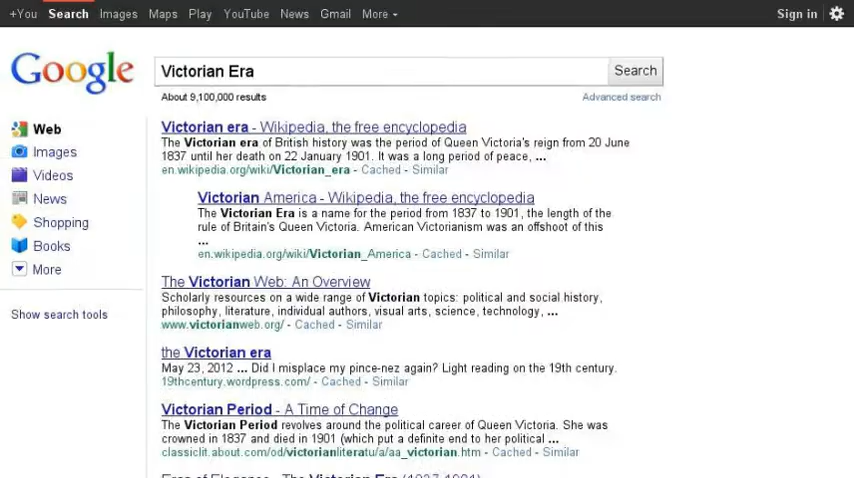 +You Search Images Maps Play YouTube News Gmail More Sign in
Google
Victorian Era Search
About 9,100,000 results Advanced search
Web
Images
Videos
News
Shopping
Books
More
Show search tools
Victorian era - Wikipedia, the free encyclopedia
The Victorian era of British history was the period of Queen Victoria's reign from 20 June
1837 until her death on 22 January 1901. It was a long period of peace, ...
en.wikipedia.org/wiki/Victorian_era - Cached - Similar
Victorian America - Wikipedia, the free encyclopedia
The Victorian Era is a name for the period from 1837 to 1901, the length of the
rule of Britain's Queen Victoria. American Victorianism was an offshoot of this
...
en.wikipedia.org/wiki/Victorian_America - Cached - Similar
The Victorian Web: An Overview
Scholarly resources on a wide range of Victorian topics: political and social history,
philosophy, literature, individual authors, visual arts, science, technology, ...
www.victorianweb.org/ - Cached - Similar
the Victorian era
May 23, 2012 ... Did I misplace my pince-nez again? Light reading on the 19th century.
19thcentury.wordpress.com/ - Cached - Similar
Victorian Period - A Time of Change
The Victorian Period revolves around the political career of Queen Victoria. She was
crowned in 1837 and died in 1901 (which put a definite end to her political ...
classiclit.about.com/od/victorianliteratu/a/aa_victorian.htm - Cached - Similar
Eras of Elegance - The Victorian Era (1837-1901)